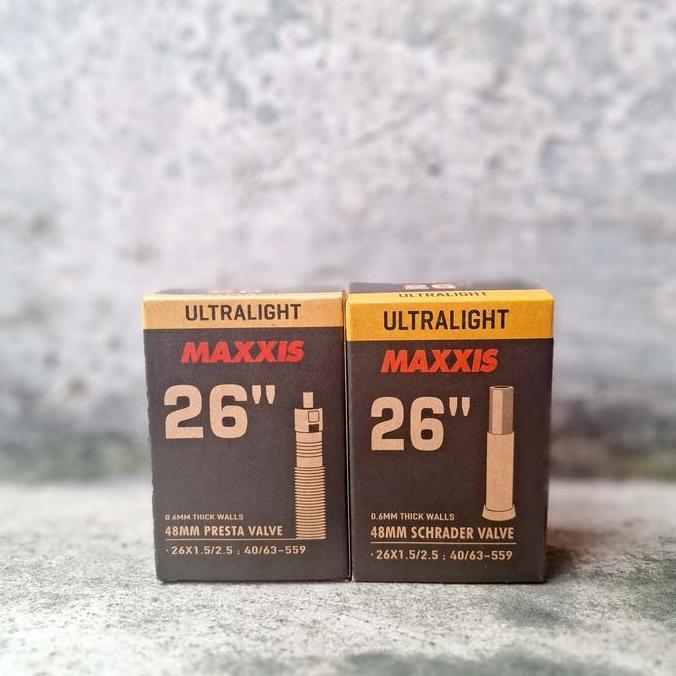 ULTRALIGHT
MAXXIS
26"
0.6MM THICK WALLS
48MM PRESTA VALVE
·26X1.5/2.5 ; 40/63-559
26
ULTRALIGHT
ULTRALIGHT
MAXXIS
26"
0.6MM THICK WALLS
48MM SCHRADER VALVE
·26X1.5/2.5 ; 40/63-559